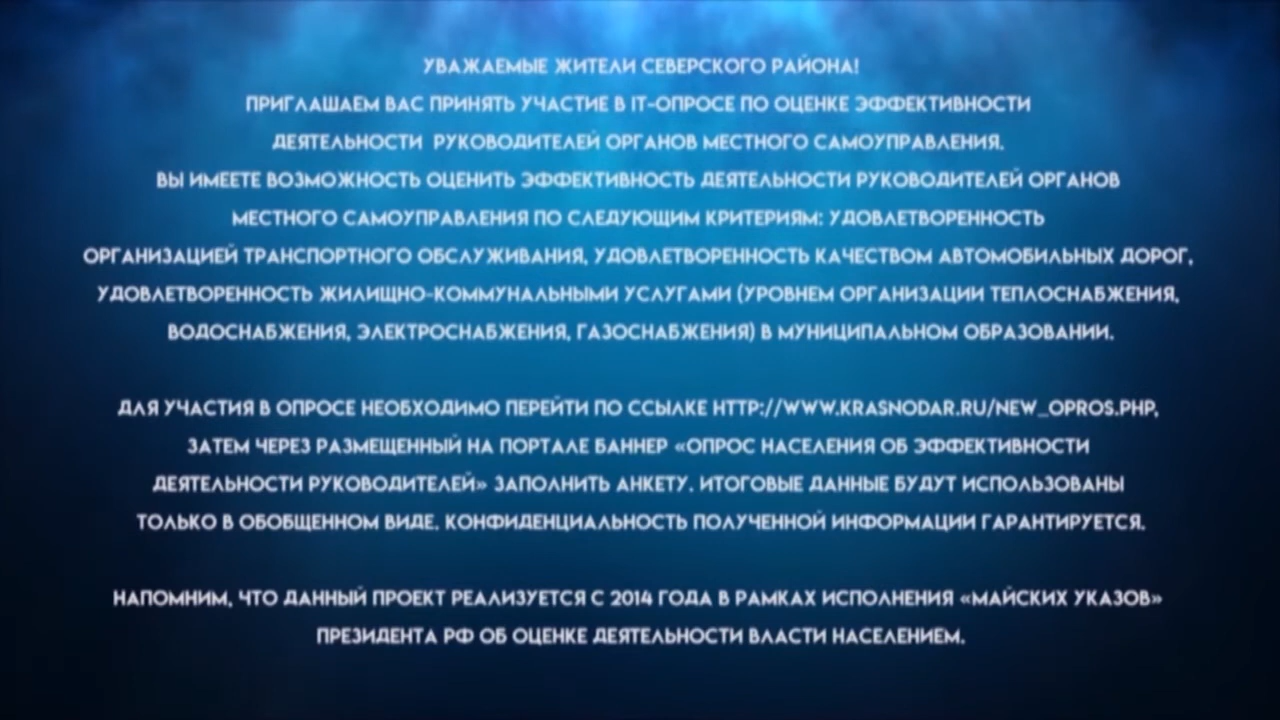 УВАЖАЕМЫЕ ЖИТЕЛИ СЕВЕРСКОГО РАЙОНА!
ПРИГЛАШАЕМ ВАС ПРИНЯТЬ УЧАСТИЕ В IT-ОПРОСЕ ПО ОЦЕНКЕ ЭФФЕКТИВНОСТИ
ДЕЯТЕЛЬНОСТИ РУКОВОДИТЕЛЕЙ ОРГАНОВ МЕСТНОГО САМОУПРАВЛЕНИЯ.
ВЫ ИМЕЕТЕ ВОЗМОЖНОСТЬ ОЦЕНИТЬ ЭФФЕКТИВНОСТЬ ДЕЯТЕЛЬНОСТИ РУКОВОДИТЕЛЕЙ ОРГАНОВ
МЕСТНОГО САМОУПРАВЛЕНИЯ ПО СЛЕДУЮЩИМ КРИТЕРИЯМ: УДОВЛЕТВОРЕННОСТЬ
ОРГАНИЗАЦИЕЙ ТРАНСПОРТНОГО ОБСЛУЖИВАНИЯ, УДОВЛЕТВОРЕННОСТЬ КАЧЕСТВОМ АВТОМОБИЛЬНЫХ ДОРОГ,
УДОВЛЕТВОРЕННОСТЬ ЖИЛИЩНО-КОММУНАЛЬНЫМИ УСЛУГАМИ (УРОВНЕМ ОРГАНИЗАЦИИ ТЕПЛОСНАБЖЕНИЯ,
ВОДОСНАБЖЕНИЯ, ЭЛЕКТРОСНАБЖЕНИЯ, ГАЗОСНАБЖЕНИЯ) В МУНИЦИПАЛЬНОМ ОБРАЗОВАНИИ.
ДЛЯ УЧАСТИЯ В ОПРОСЕ НЕОБХОДИМО ПЕРЕЙТИ ПО ССЫЛКЕ HTTP://WWW.KRASNODAR.RU/NEW_OPROS.PHP,
ЗАТЕМ ЧЕРЕЗ РАЗМЕЩЕННЫЙ НА ПОРТАЛЕ БАННЕР «ОПРОС НАСЕЛЕНИЯ ОБ ЭФФЕКТИВНОСТИ
ДЕЯТЕЛЬНОСТИ РУКОВОДИТЕЛЕЙ» ЗАПОЛНИТЬ АНКЕТУ. ИТОГОВЫЕ ДАННЫЕ БУДУТ ИСПОЛЬЗОВАНЫ
ТОЛЬКО В ОБОБЩЕННОМ ВИДЕ. КОНФИДЕНЦИАЛЬНОСТЬ ПОЛУЧЕННОЙ ИНФОРМАЦИИ ГАРАНТИРУЕТСЯ.
НАПОМНИМ, ЧТО ДАННЫЙ ПРОЕКТ РЕАЛИЗУЕТСЯ С 2014 ГОДА В РАМКАХ ИСПОЛНЕНИЯ «МАЙСКИХ УКАЗОВ»
ПРЕЗИДЕНТА РФ ОБ ОЦЕНКЕ ДЕЯТЕЛЬНОСТИ ВЛАСТИ НАСЕЛЕНИЕМ.